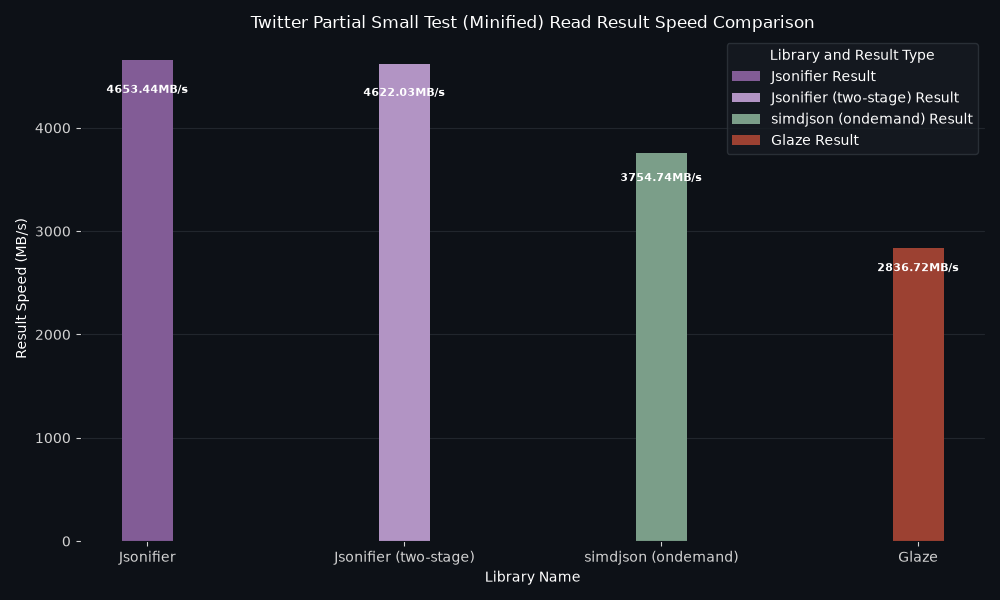 Twitter Partial Small Test (Minified) Read Result Speed Comparison
Library and Result Type
Jsonifier Result
Jsonifier (two-stage) Result
simdjson (ondemand) Result
Glaze Result
4653.44MB/s
4622.03MB/s
3754.74MB/s
2836.72MB/s
Result Speed (MB/s)
4000
3000
2000
1000
0
Jsonifier
Jsonifier (two-stage)
simdjson (ondemand)
Glaze
Library Name